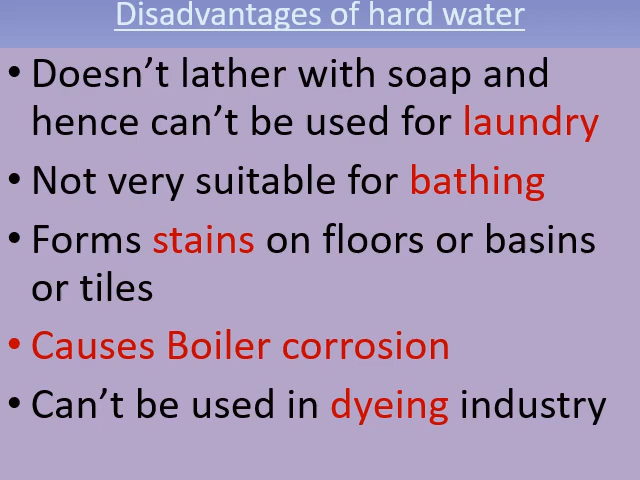 Disadvantages of hard water
• Doesn’t lather with soap and
hence can’t be used for laundry
• Not very suitable for bathing
• Forms stains on floors or basins
or tiles
• Causes Boiler corrosion
• Can’t be used in dyeing industry